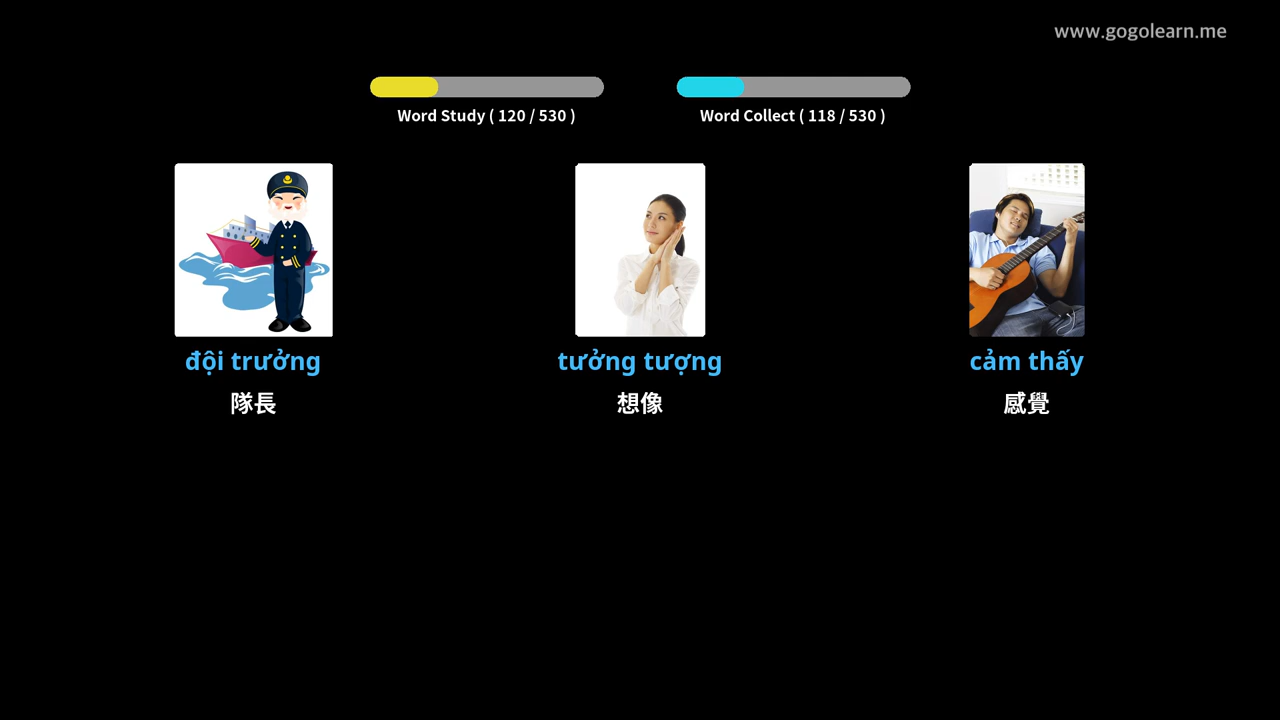 www.gogolearn.me
Word Study ( 120 / 530 )
Word Collect ( 118 / 530 )
đội trưởng
tưởng tượng
cảm thấy
隊長
想像
感覺